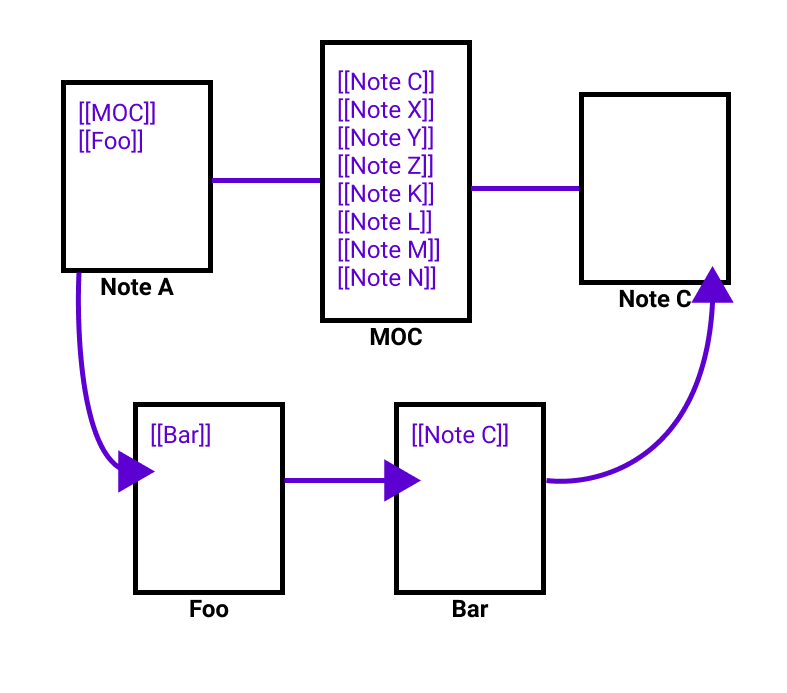 [[MOC]]
[[Foo]]
Note A
[[Note C]]
[[Note X]]
[[Note Y]]
[[Note Z]]
[[Note K]]
[[Note L]]
[[Note M]]
[[Note N]]
MOC
Note C
[[Bar]]
Foo
[[Note C]]
Bar